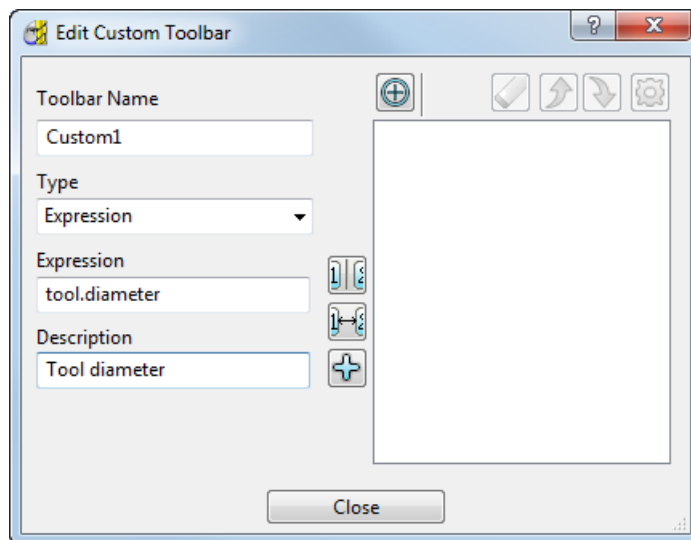 Edit Custom Toolbar
?
Toolbar Name
Custom1
Type
Expression
Expression
tool.diameter
Description
Tool diameter
Close